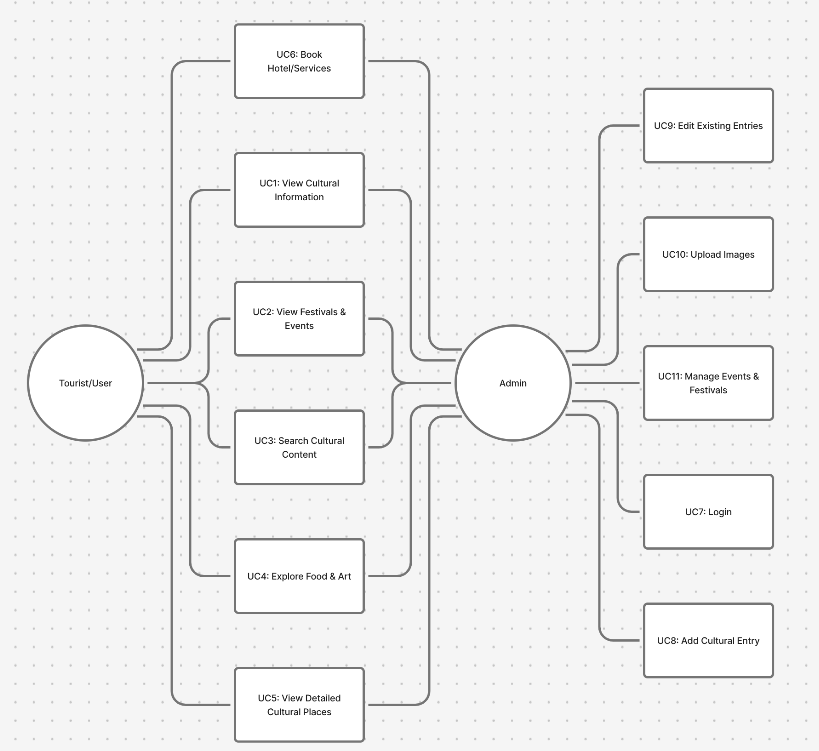 UC6: Book
Hotel/Services
UC9: Edit Existing Entries
UC1: View Cultural
Information
UC10: Upload Images
UC2: View Festivals &
Events
Tourist/User
Admin
UC11: Manage Events &
Festivals
UC3: Search Cultural
Content
UC7: Login
UC4: Explore Food & Art
UC8: Add Cultural Entry
UC5: View Detailed
Cultural Places